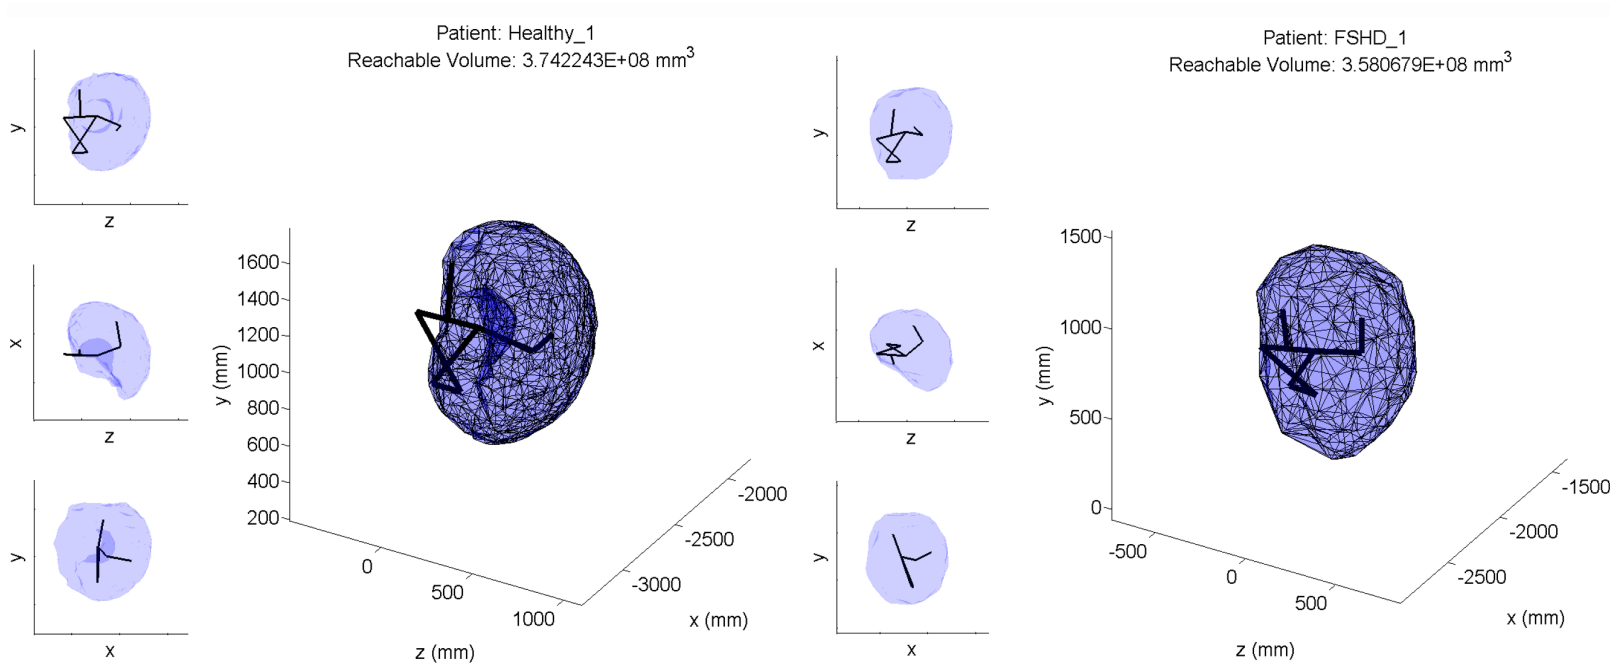 Patient: Healthy_1
Reachable Volume: 3.742243E+08 mm³
y
z
x
z
y
x
1600
1400
1200
1000
800
600
400
200
y (mm)
0
500
1000
z (mm)
-2000
-2500
-3000
x (mm)
Patient: FSHD_1
Reachable Volume: 3.580679E+08 mm³
y
z
x
z
y
x
1500
1000
500
0
y (mm)
-500
0
500
z (mm)
-1500
-2000
-2500
x (mm)